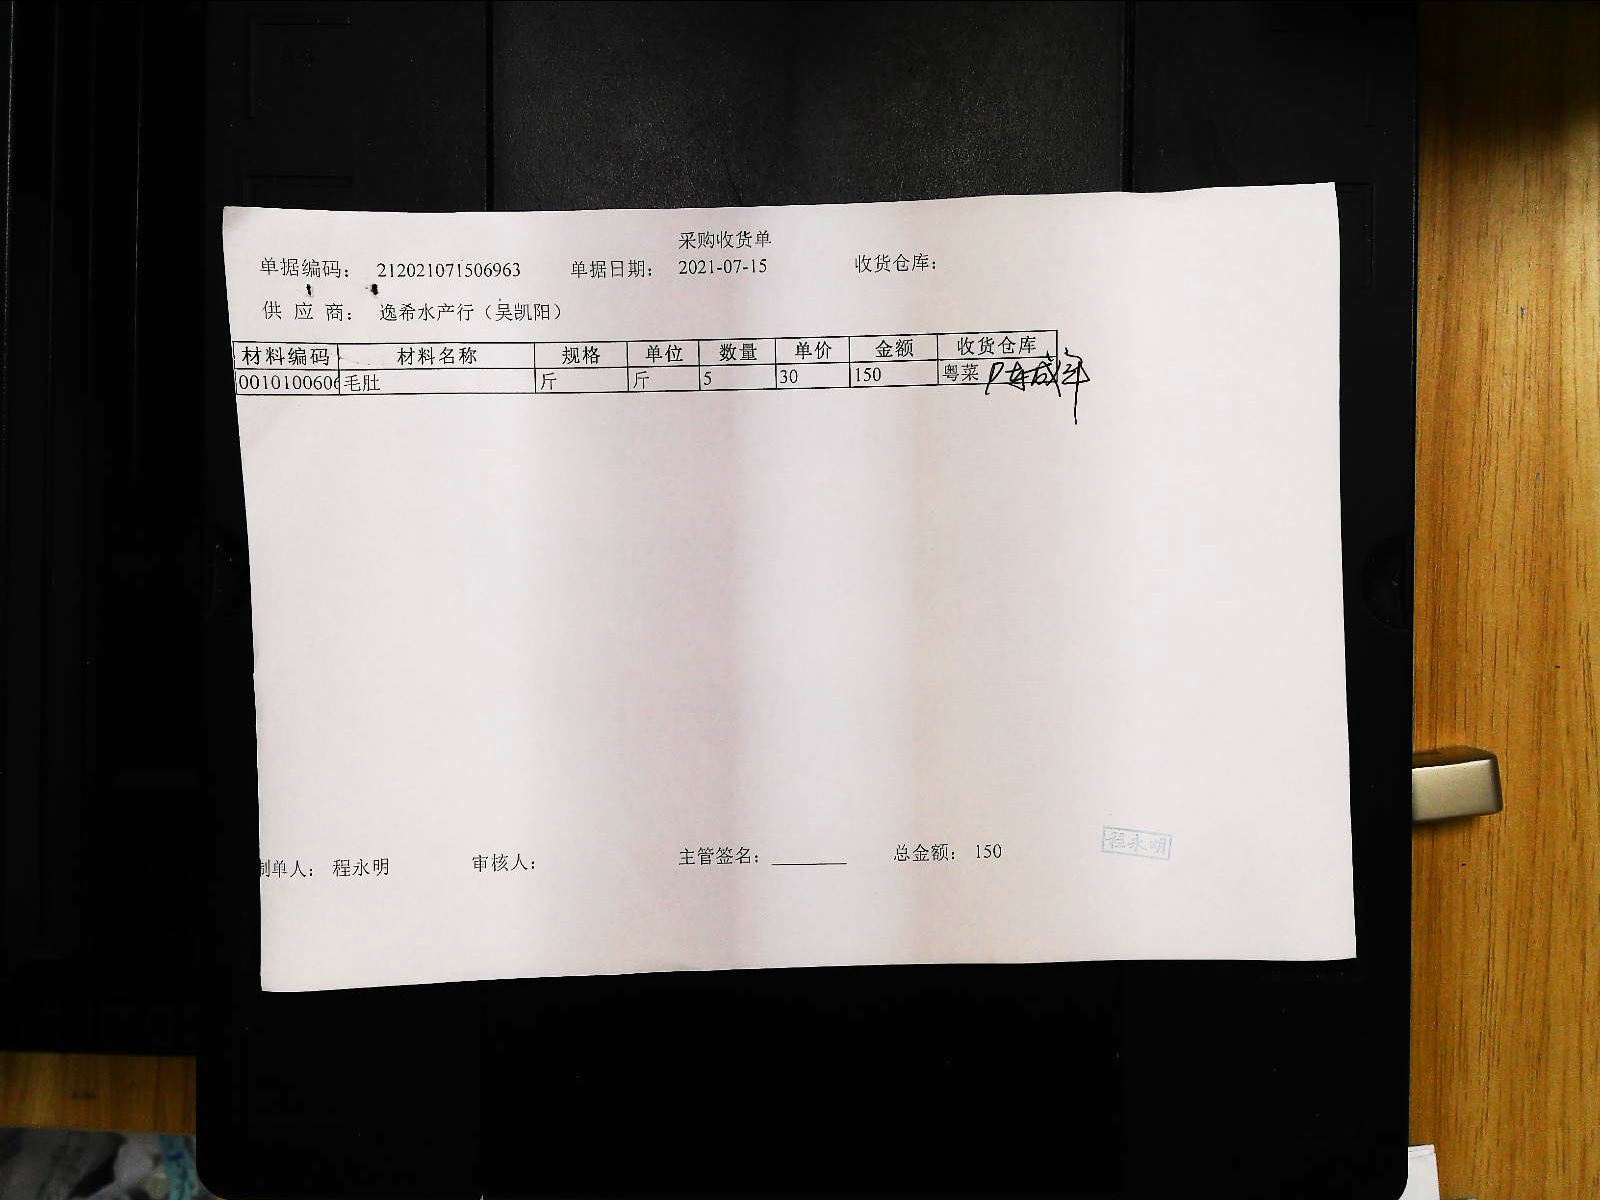 采购收货单
单据编码： 212021071506963 单据日期： 2021-07-15 收货仓库：
供 应 商： 逸希水产行（吴凯阳）
材料编码 材料名称 规格 单位 数量 单价 金额 收货仓库
0010100606 毛肚 斤 斤 5 30 150 粤菜
制单人： 程永明 审核人： 主管签名： 总金额： 150
程永明